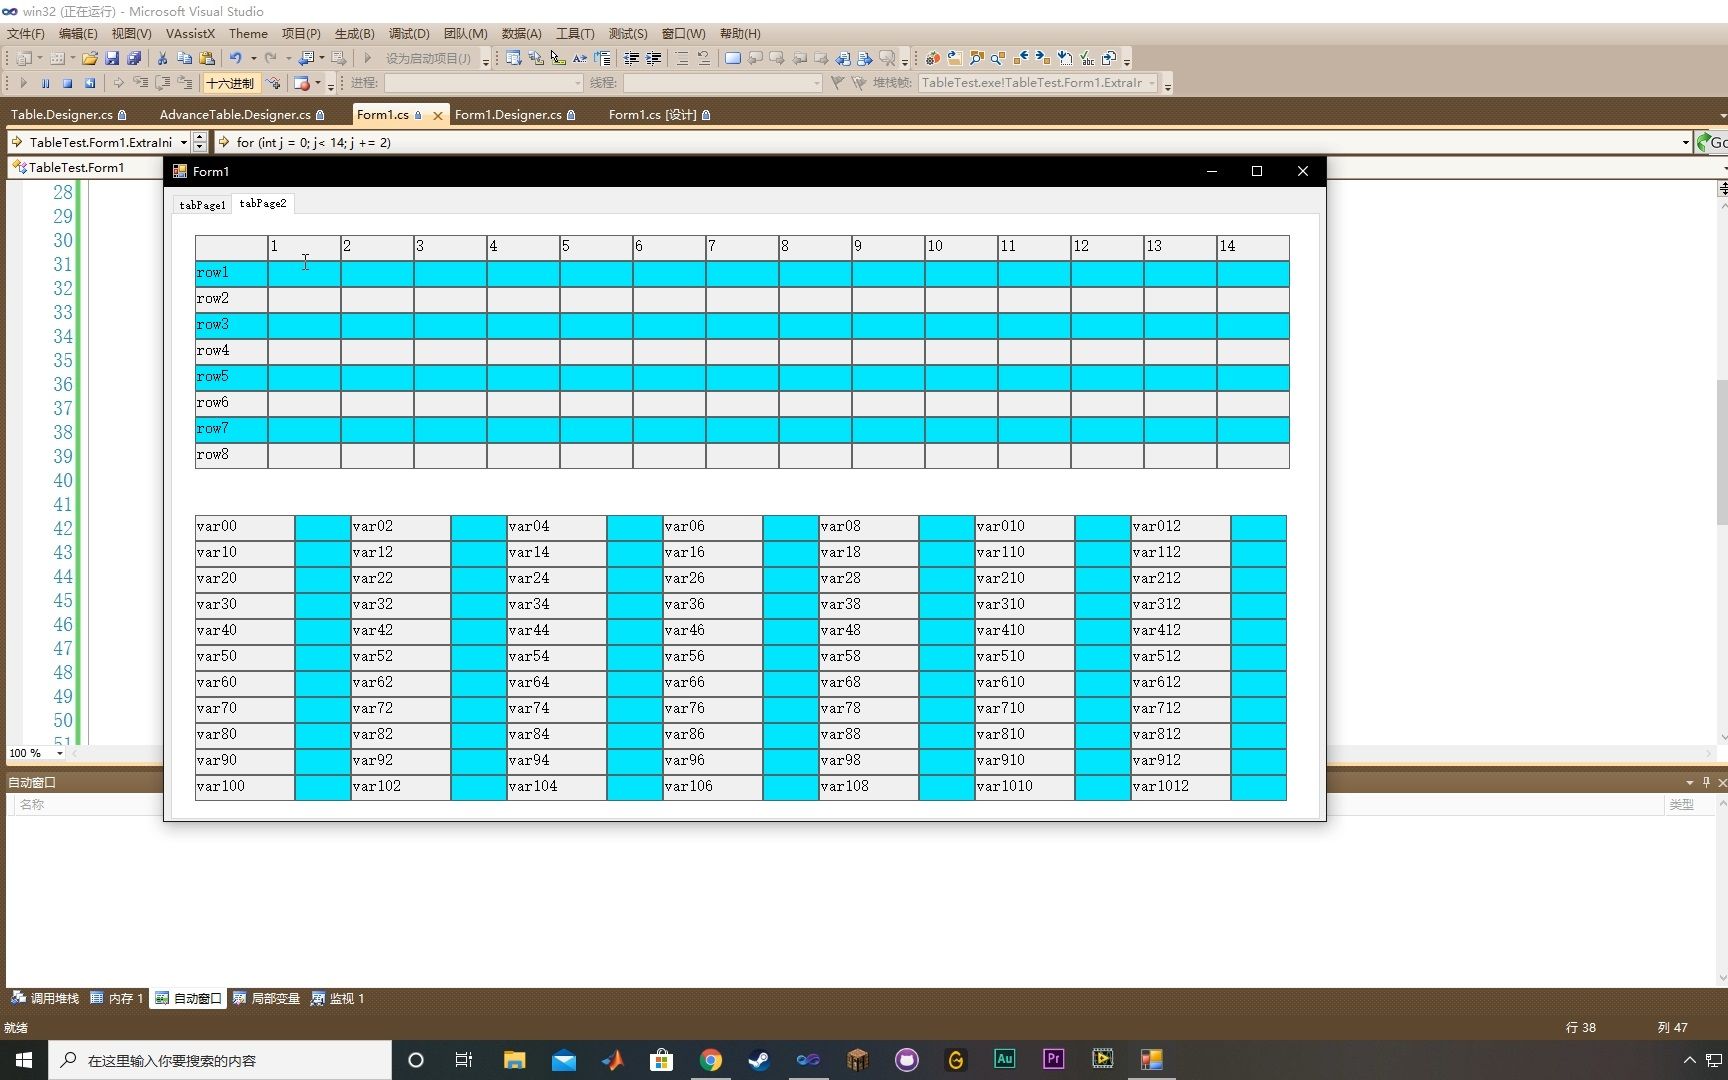 win32 (正在运行) - Microsoft Visual Studio
文件(F) 编辑(E) 视图(V) VAssistX Theme 项目(P) 生成(B) 调试(D) 团队(M) 数据(A) 工具(T) 测试(S) 窗口(W) 帮助(H)
设为启动项目(J)
十六进制 进程: 线程: 堆栈帧: TableTest.exe!TableTest.Form1.ExtraIr
Table.Designer.cs AdvanceTable.Designer.cs Form1.cs Form1.Designer.cs Form1.cs [设计]
TableTest.Form1.ExtraIni for (int j = 0; j< 14; j += 2) Go
TableTest.Form1 Form1
28
29
30
31
32
33
34
35
36
37
38
39
40
41
42
43
44
45
46
47
48
49
50
51
tabPage1 tabPage2
1 2 3 4 5 6 7 8 9 10 11 12 13 14
row1
row2
row3
row4
row5
row6
row7
row8
var00 var02 var04 var06 var08 var010 var012
var10 var12 var14 var16 var18 var110 var112
var20 var22 var24 var26 var28 var210 var212
var30 var32 var34 var36 var38 var310 var312
var40 var42 var44 var46 var48 var410 var412
var50 var52 var54 var56 var58 var510 var512
var60 var62 var64 var66 var68 var610 var612
var70 var72 var74 var76 var78 var710 var712
var80 var82 var84 var86 var88 var810 var812
var90 var92 var94 var96 var98 var910 var912
var100 var102 var104 var106 var108 var1010 var1012
100 %
自动窗口
名称 类型
调用堆栈 内存 1 自动窗口 局部变量 监视 1
就绪 行 38 列 47
在这里输入你要搜索的内容 Au Pr